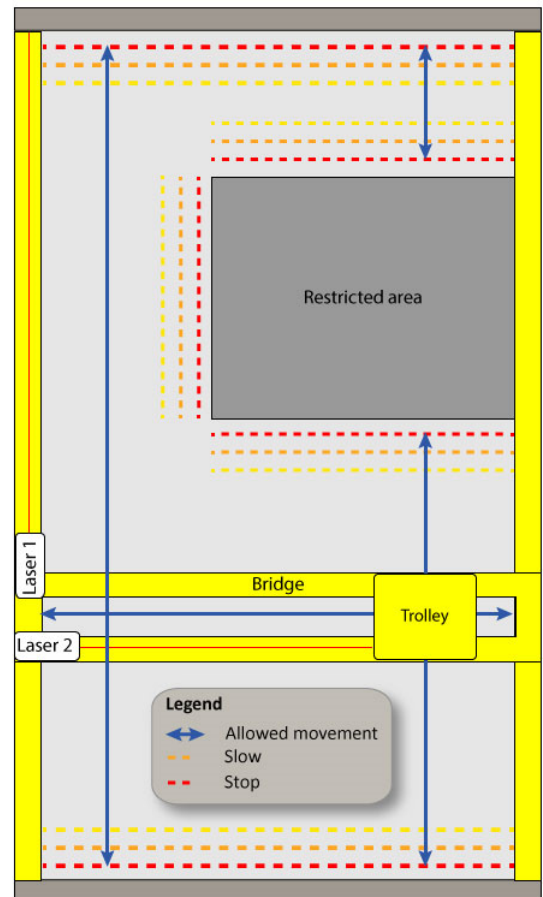 Restricted area
Laser 1
Bridge
Trolley
Laser 2
Legend
Allowed movement
Slow
Stop